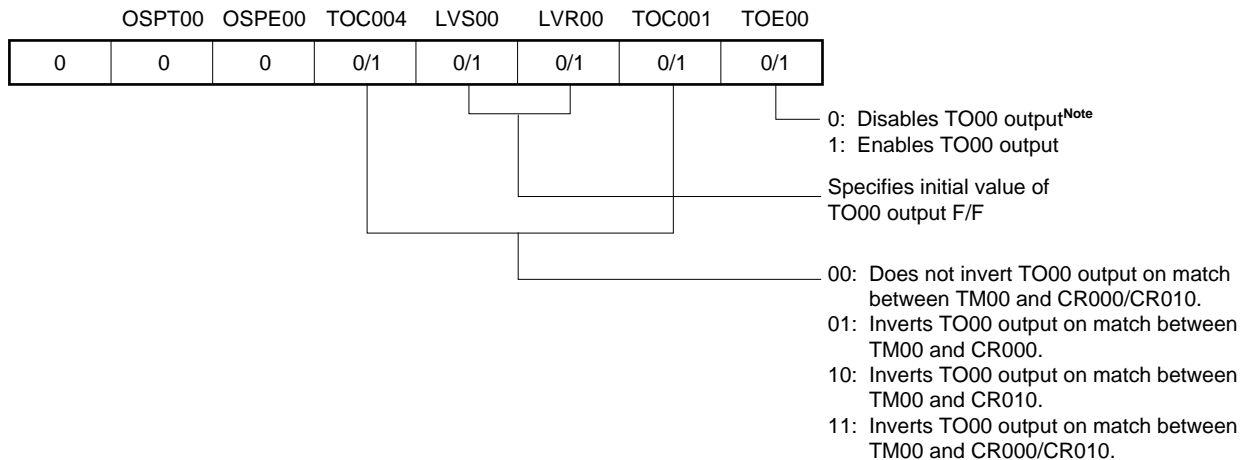 OSPT00 OSPE00 TOC004 LVS00 LVR00 TOC001 TOE00
0 0 0 0/1 0/1 0/1 0/1 0/1
0: Disables TO00 output Note
1: Enables TO00 output
Specifies initial value of
TO00 output F/F
00: Does not invert TO00 output on match
between TM00 and CR000/CR010.
01: Inverts TO00 output on match between
TM00 and CR000.
10: Inverts TO00 output on match between
TM00 and CR010.
11: Inverts TO00 output on match between
TM00 and CR000/CR010.